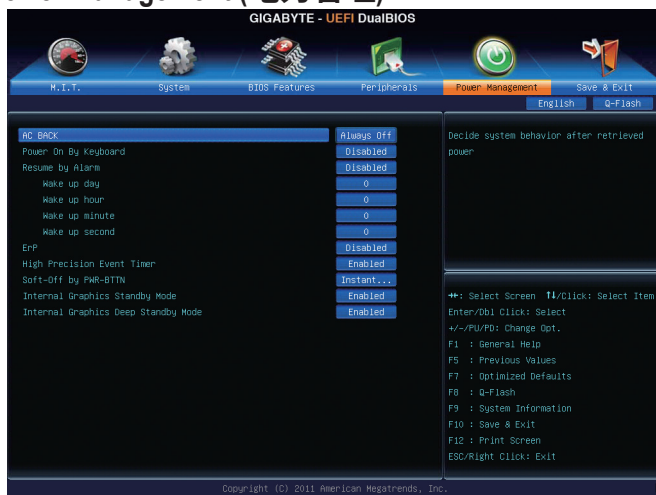 GIGABYTE - UEFI DualBIOS
M.I.T.
System
BIOS Features
Peripherals
Power Management
Save & Exit
English
Q-Flash
AC BACK Always Off
Power On By Keyboard Disabled
Resume by Alarm Disabled
Wake up day 0
Wake up hour 0
Wake up minute 0
Wake up second 0
ErP Disabled
High Precision Event Timer Enabled
Soft-Off by PWR-BTTN Instant...
Internal Graphics Standby Mode Enabled
Internal Graphics Deep Standby Mode Enabled
Decide system behavior after retrieved
power
→←: Select Screen ↑↓/Click: Select Item
Enter/Dbl Click: Select
+/-/PU/PD: Change Opt.
F1 : General Help
F5 : Previous Values
F7 : Optimized Defaults
F8 : Q-Flash
F9 : System Information
F10 : Save & Exit
F12 : Print Screen
ESC/Right Click: Exit
Copyright (C) 2011 American Megatrends, Inc.